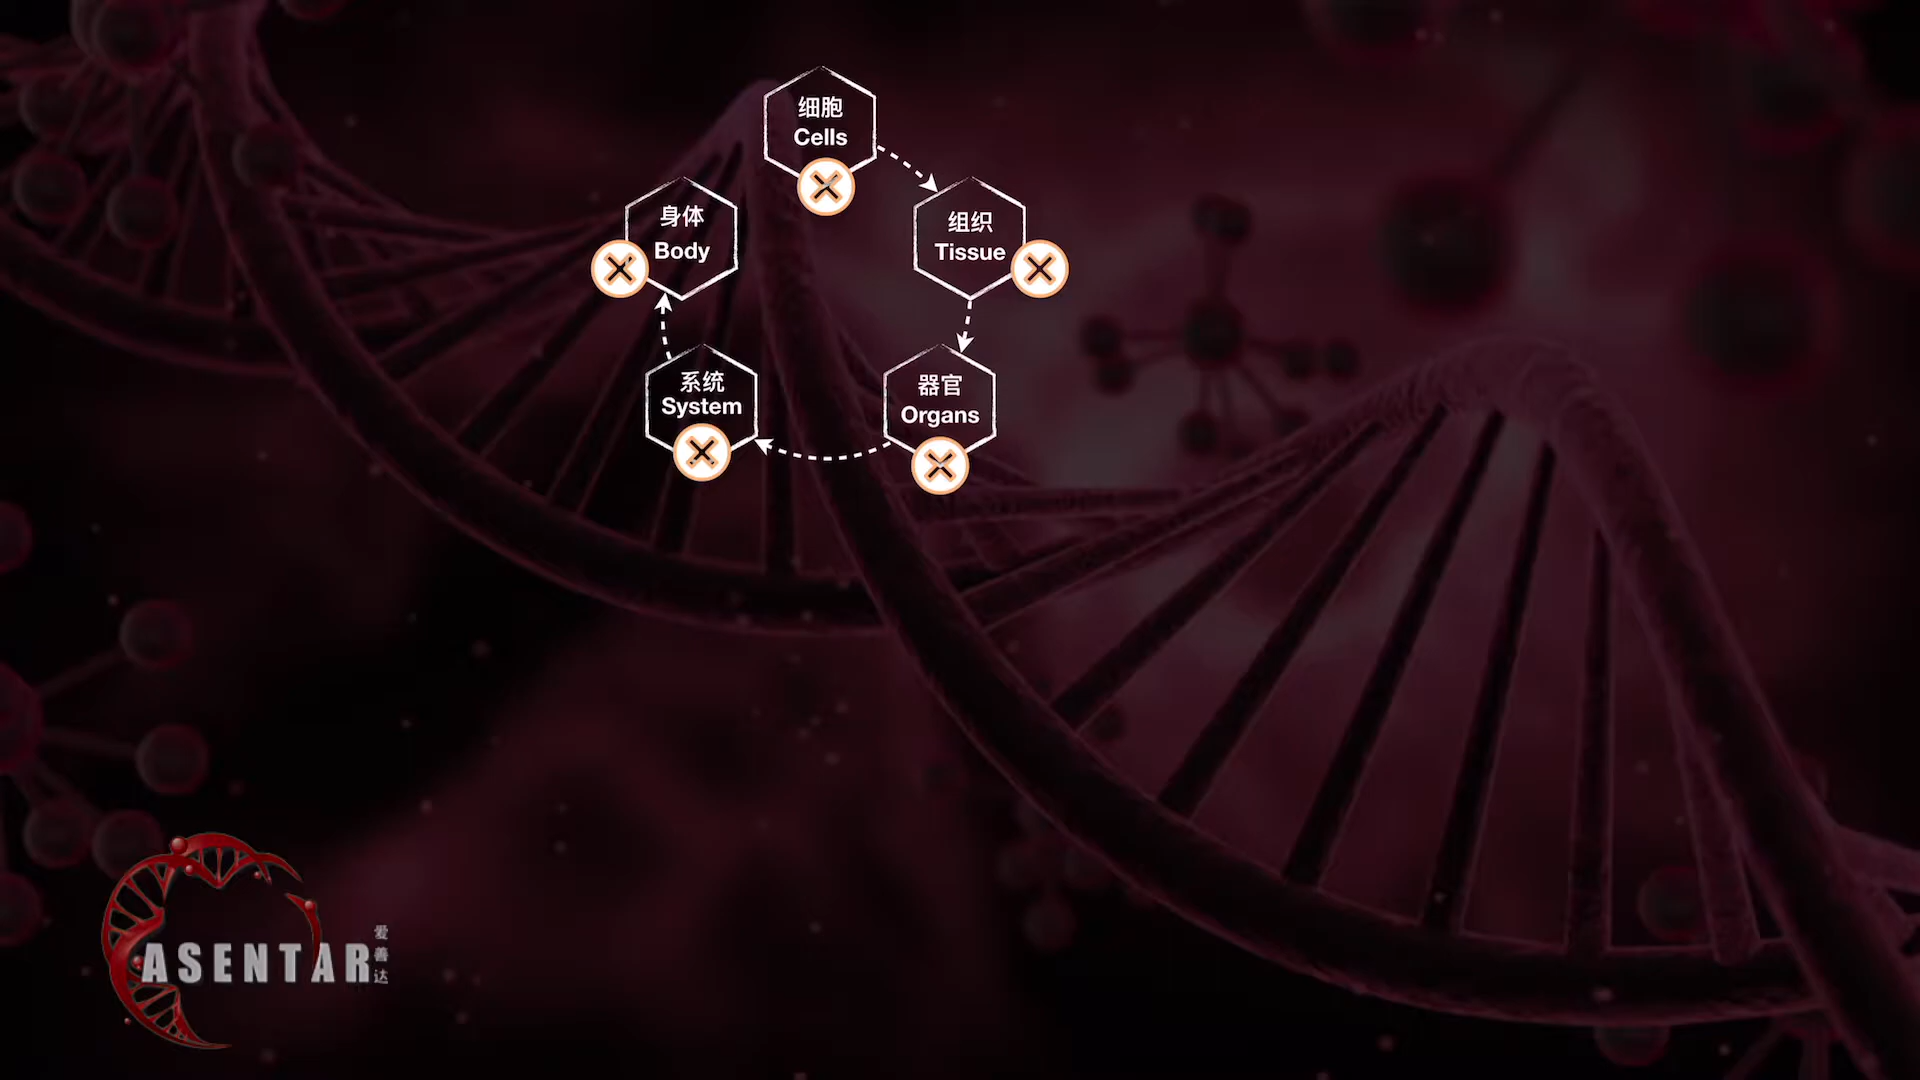 细胞
Cells
组织
Tissue
器官
Organs
系统
System
身体
Body
ASENTAR
爱善达